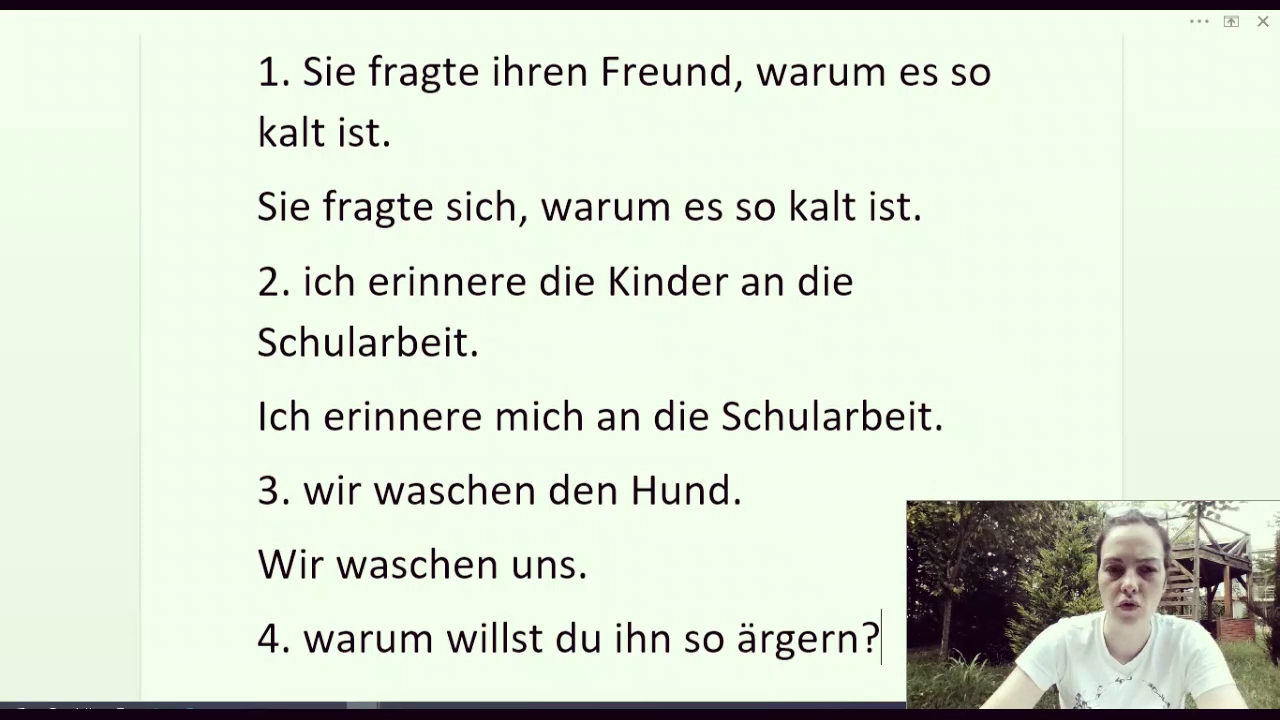 1. Sie fragte ihren Freund, warum es so
kalt ist.
Sie fragte sich, warum es so kalt ist.
2. ich erinnere die Kinder an die
Schularbeit.
Ich erinnere mich an die Schularbeit.
3. wir waschen den Hund.
Wir waschen uns.
4. warum willst du ihn so ärgern?